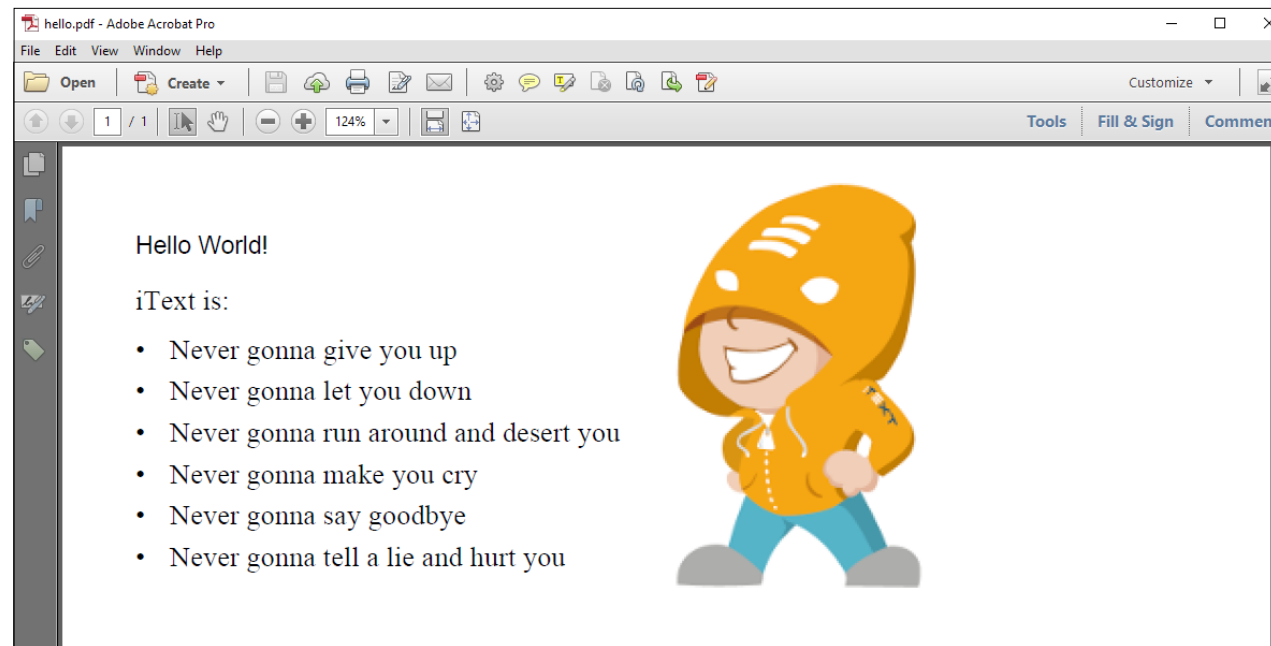 hello.pdf - Adobe Acrobat Pro
File Edit View Window Help
Open Create Customize
1 / 1 124% Tools Fill & Sign Commen
Hello World!
iText is:
• Never gonna give you up
• Never gonna let you down
• Never gonna run around and desert you
• Never gonna make you cry
• Never gonna say goodbye
• Never gonna tell a lie and hurt you
iTEXT